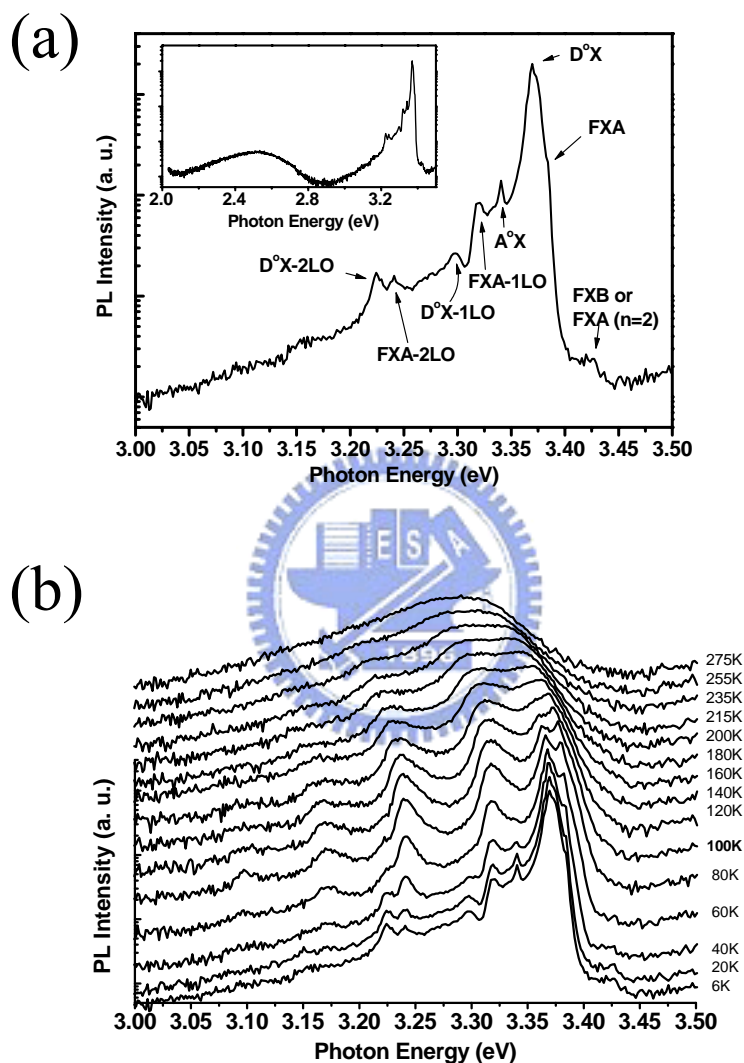 (a)
PL Intensity (a. u.)
D°X
FXA
A°X
FXA-1LO
D°X-1LO
D°X-2LO
FXA-2LO
FXB or
FXA (n=2)
2.0 2.4 2.8 3.2
Photon Energy (eV)
3.00 3.05 3.10 3.15 3.20 3.25 3.30 3.35 3.40 3.45 3.50
Photon Energy (eV)
E S A
1896
(b)
PL Intensity (a. u.)
275K
255K
235K
215K
200K
180K
160K
140K
120K
100K
80K
60K
40K
20K
6K
3.00 3.05 3.10 3.15 3.20 3.25 3.30 3.35 3.40 3.45 3.50
Photon Energy (eV)